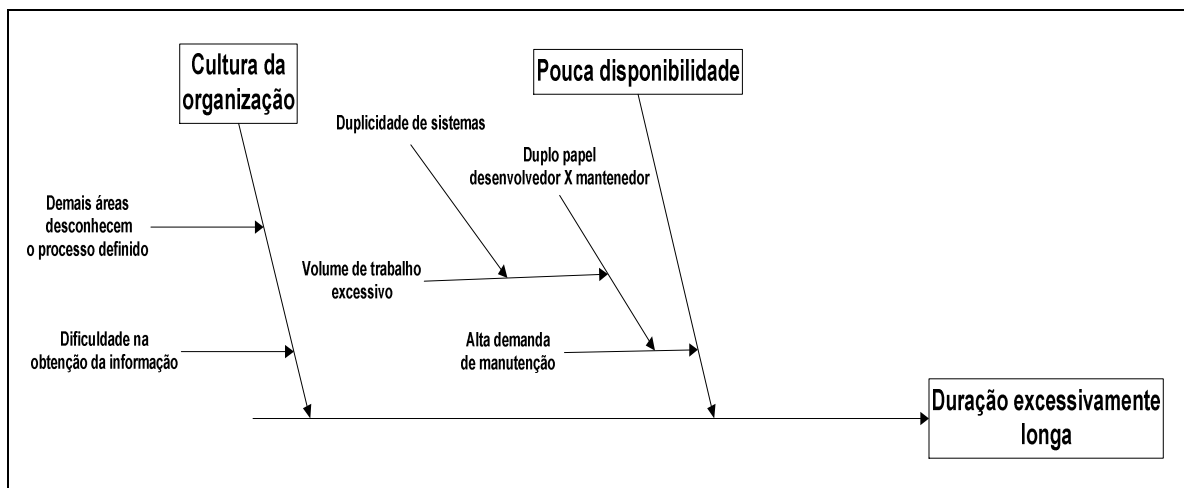 Cultura da
organização
Pouca disponibilidade
Duplicidade de sistemas
Duplo papel
desenvolvedor X mantenedor
Demais áreas
desconhecem
o processo definido
Volume de trabalho
excessivo
Dificuldade na
obtenção da informação
Alta demanda
de manutenção
Duração excessivamente
longa